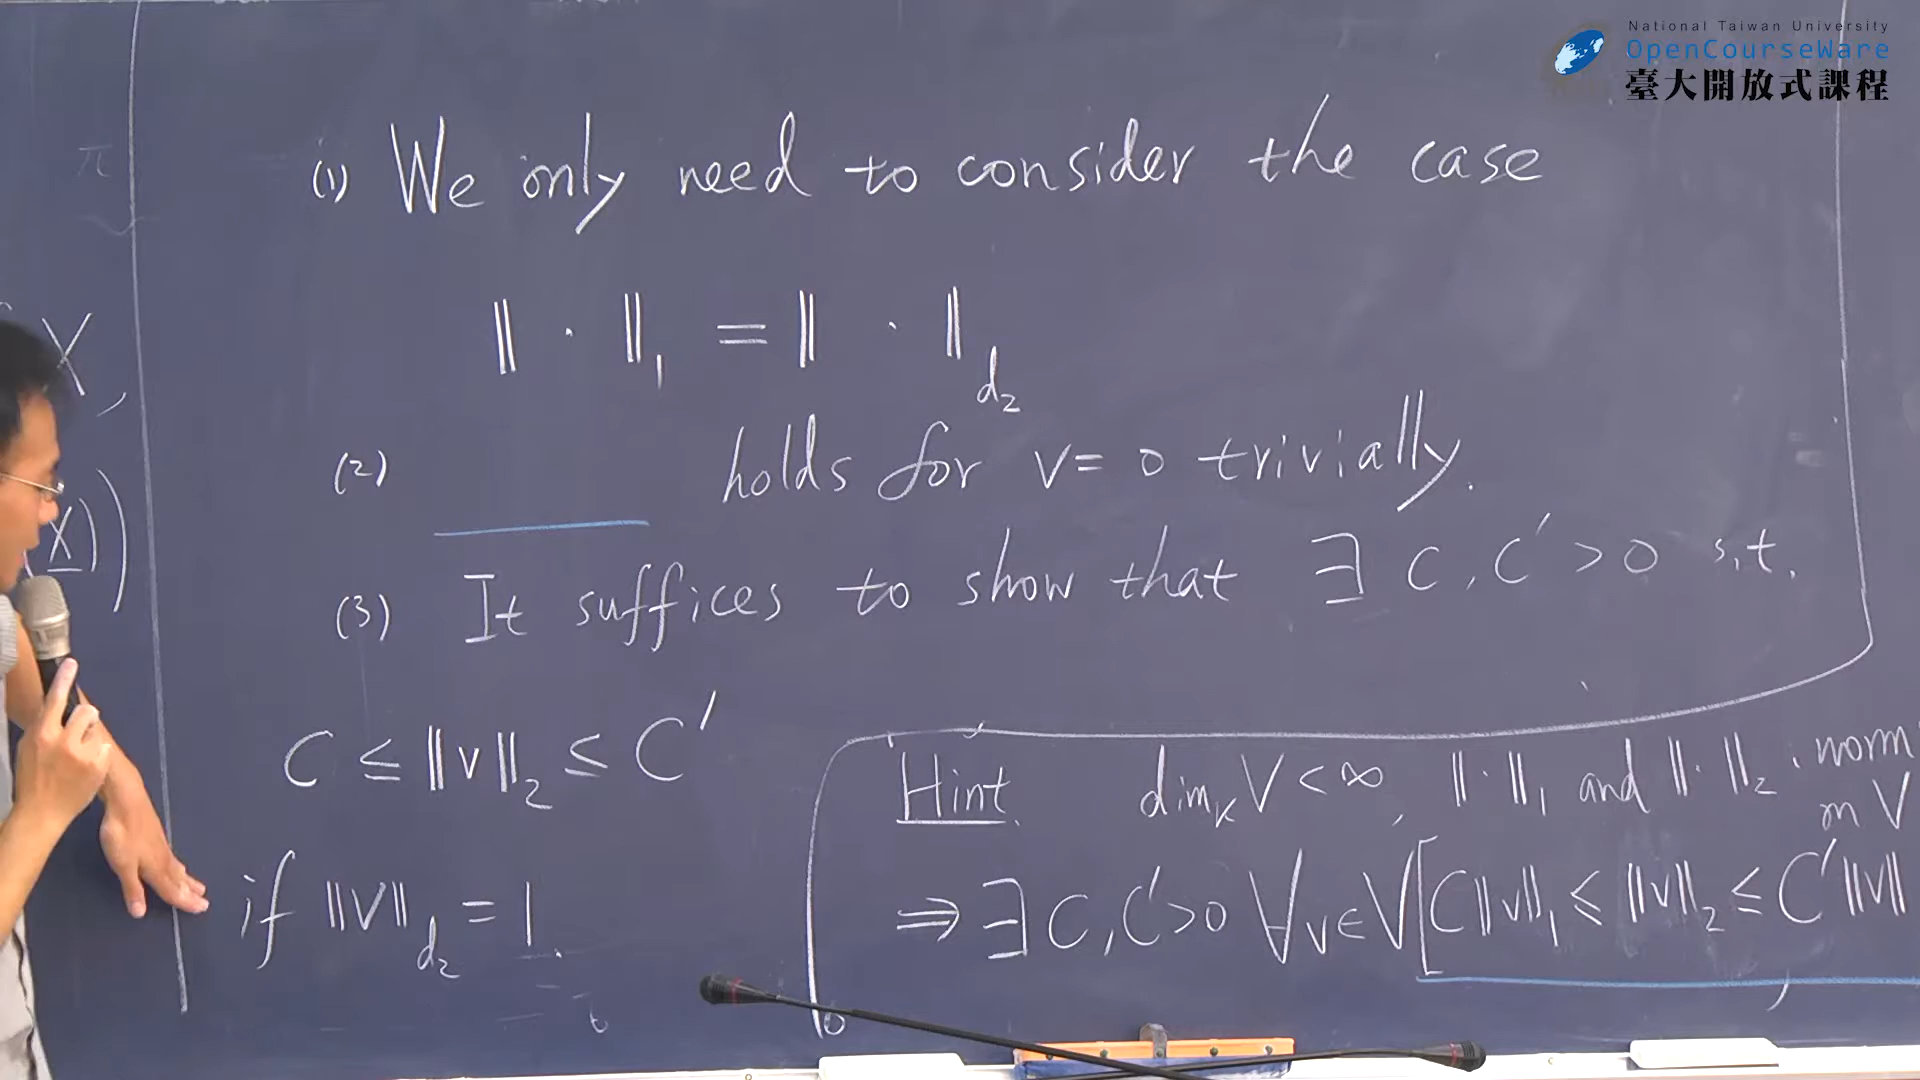 National Taiwan University
OpenCourseWare
臺大開放式課程
π
X,
(X))
(1) We only need to consider the case
‖·‖₁ = ‖·‖_{d₂}
(2) holds for v = 0 trivially.
(3) It suffices to show that ∃ C, C' > 0 s.t.
C ≤ ‖v‖₂ ≤ C'
if ‖v‖_{d₂} = 1.
Hint. dim_K V < ∞, ‖·‖₁ and ‖·‖₂ : norm
on V
⇒ ∃ C, C' > 0 ∀v ∈ V [C‖v‖₁ ≤ ‖v‖₂ ≤ C'‖v‖